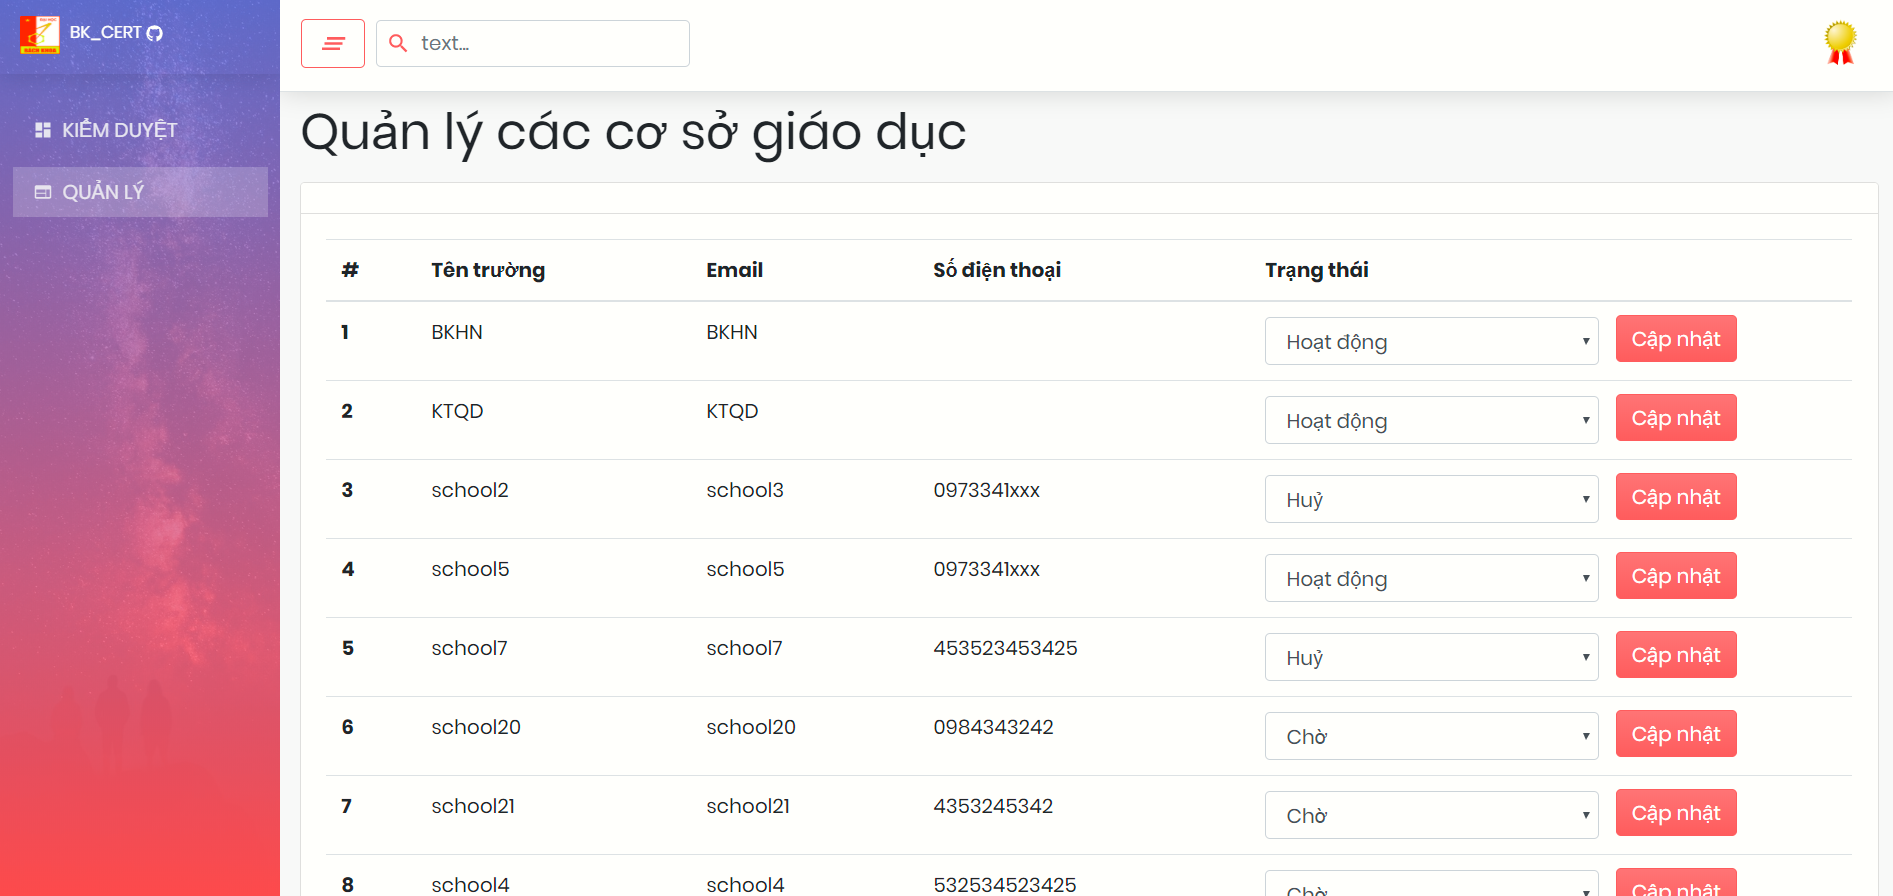 BK_CERT
text...
KIỂM DUYỆT
QUẢN LÝ
Quản lý các cơ sở giáo dục
# Tên trường Email Số điện thoại Trạng thái
1 BKHN BKHN Hoạt động Cập nhật
2 KTQD KTQD Hoạt động Cập nhật
3 school2 school3 0973341xxx Huỷ Cập nhật
4 school5 school5 0973341xxx Hoạt động Cập nhật
5 school7 school7 453523453425 Huỷ Cập nhật
6 school20 school20 0984343242 Chờ Cập nhật
7 school21 school21 4353245342 Chờ Cập nhật
8 school4 school4 532534523425 Chờ Cập nhật